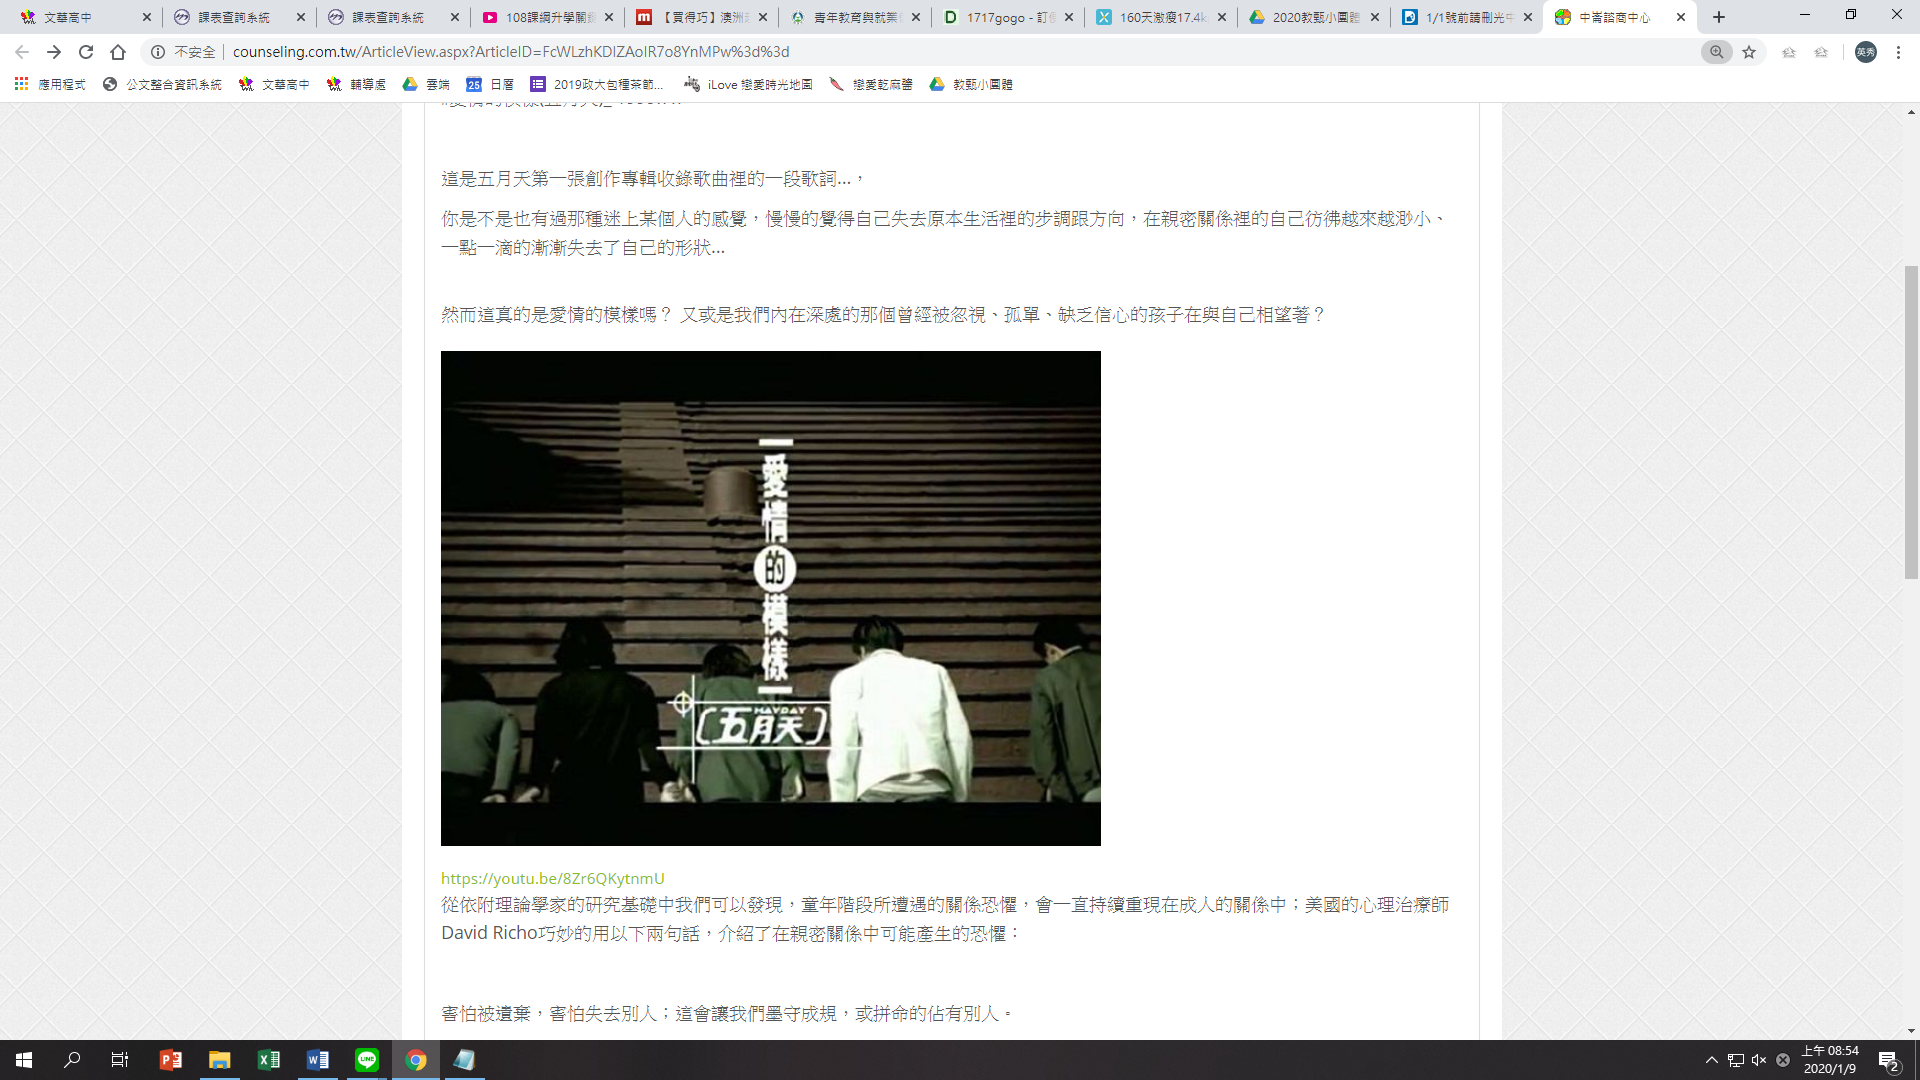 文華高中
課表查詢系統
課表查詢系統
108課綱升學關鍵
【買得巧】澳洲
青年教育與就業
1717gogo - 訂
160天激瘦17.4k
2020教甄小團體
1/1號前請刪光
中崙諮商中心
不安全
counseling.com.tw/ArticleView.aspx?ArticleID=FcWLzhKDIZAoIR7o8YnMPw%3d%3d
英秀
應用程式
公文整合資訊系統
文華高中
輔導處
雲端
25
日曆
2019政大包種茶節...
iLove 戀愛時光地圖
戀愛乾麻醬
教甄小團體
這是五月天第一張創作專輯收錄歌曲裡的一段歌詞...，
你是不是也有過那種迷上某個人的感覺，慢慢的覺得自己失去原本生活裡的步調跟方向，在親密關係裡的自己彷彿越來越渺小、
一點一滴的漸漸失去了自己的形狀...
然而這真的是愛情的模樣嗎？ 又或是我們內在深處的那個曾經被忽視、孤單、缺乏信心的孩子在與自己相望著？
愛情的模樣
MAYDAY
五月天
https://youtu.be/8Zr6QKytnmU
從依附理論學家的研究基礎中我們可以發現，童年階段所遭遇的關係恐懼，會一直持續重現在成人的關係中；美國的心理治療師
David Richo巧妙的用以下兩句話，介紹了在親密關係中可能產生的恐懼：
害怕被遺棄，害怕失去別人；這會讓我們墨守成規，或拼命的佔有別人。
上午 08:54
2020/1/9
2